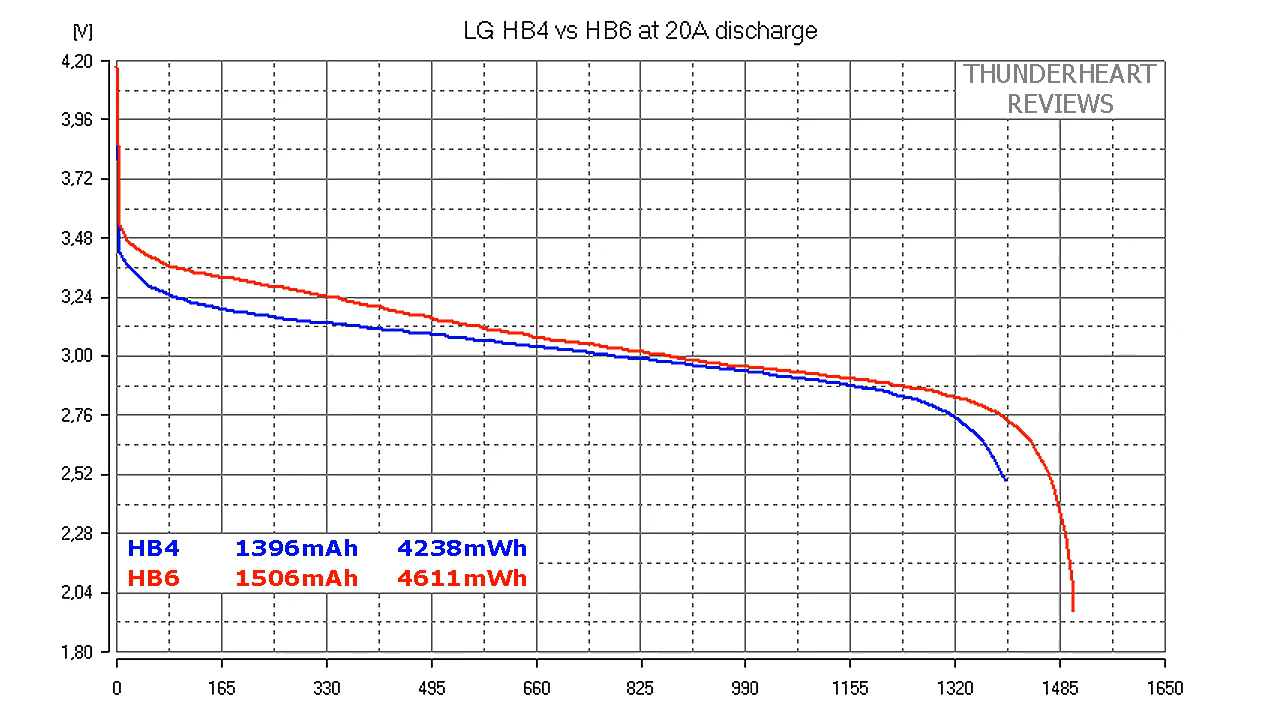 [V]
LG HB4 vs HB6 at 20A discharge
THUNDERHEART
REVIEWS
4,20
3,96
3,72
3,48
3,24
3,00
2,76
2,52
2,28
2,04
1,80
HB4 1396mAh 4238mWh
HB6 1506mAh 4611mWh
0 165 330 495 660 825 990 1155 1320 1485 1650